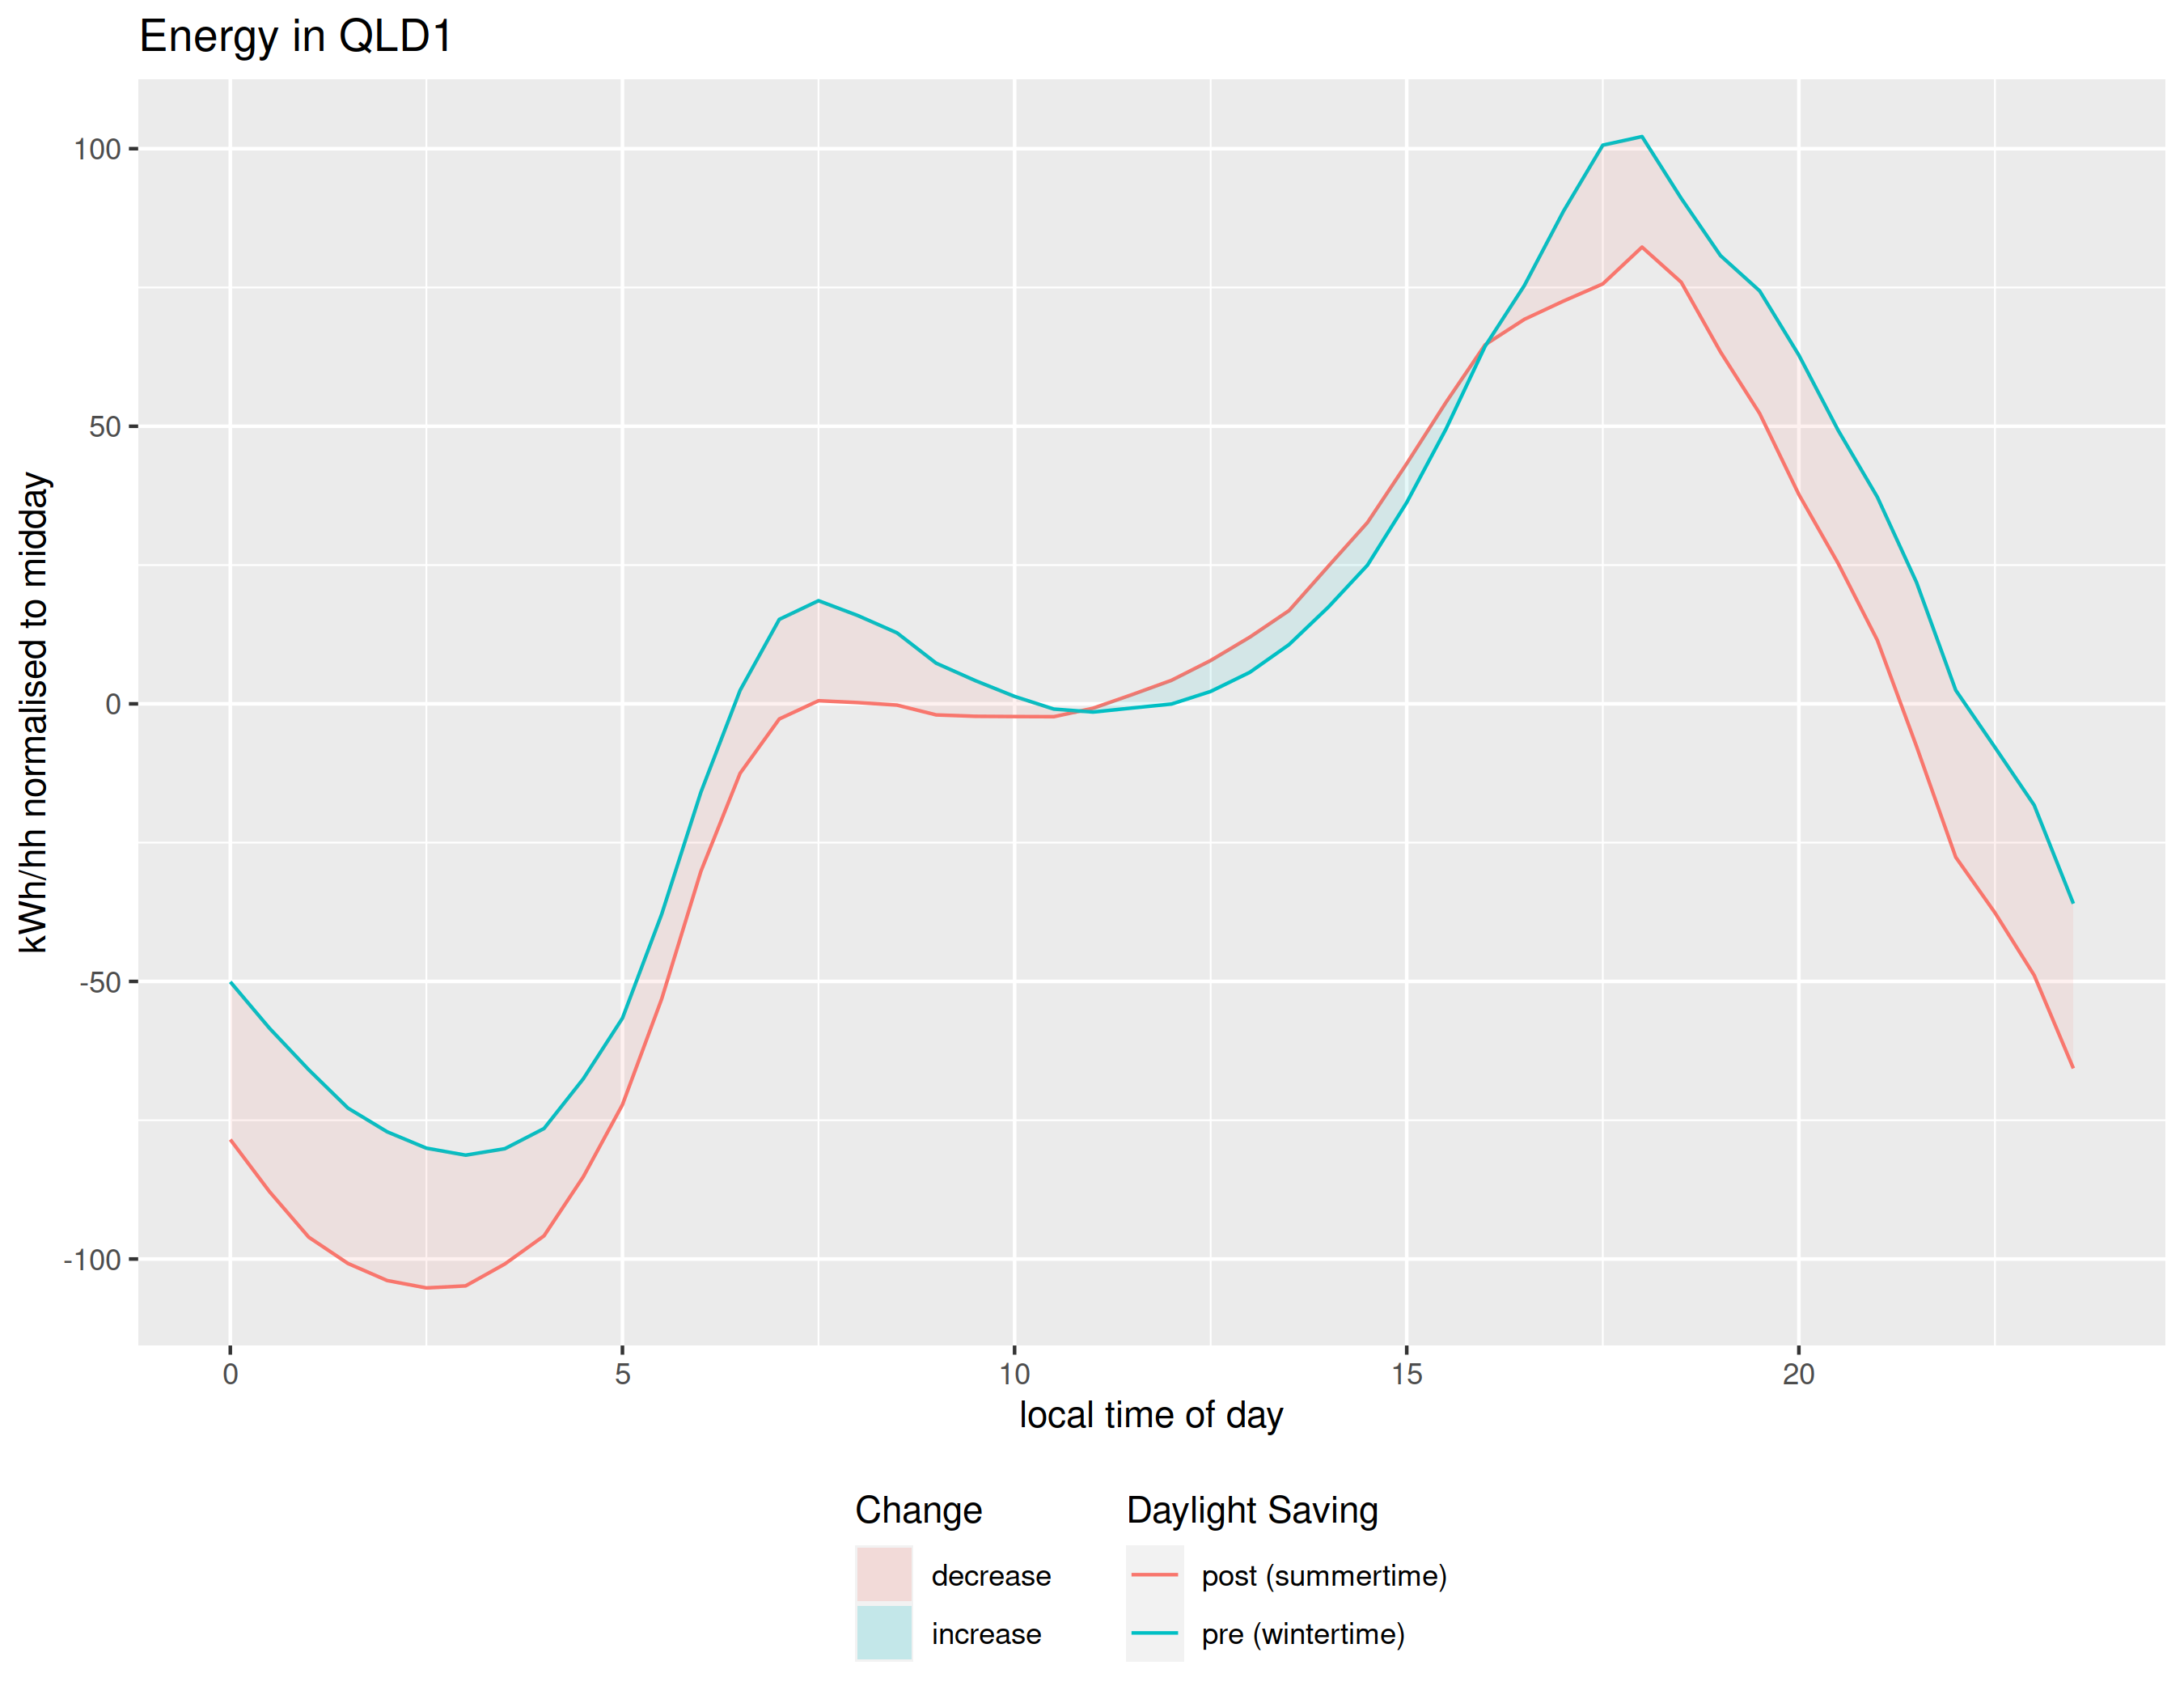 Energy in QLD1
kWh/hh normalised to midday
100
50
0
-50
-100
0 5 10 15 20
local time of day
Change
decrease
increase
Daylight Saving
post (summertime)
pre (wintertime)